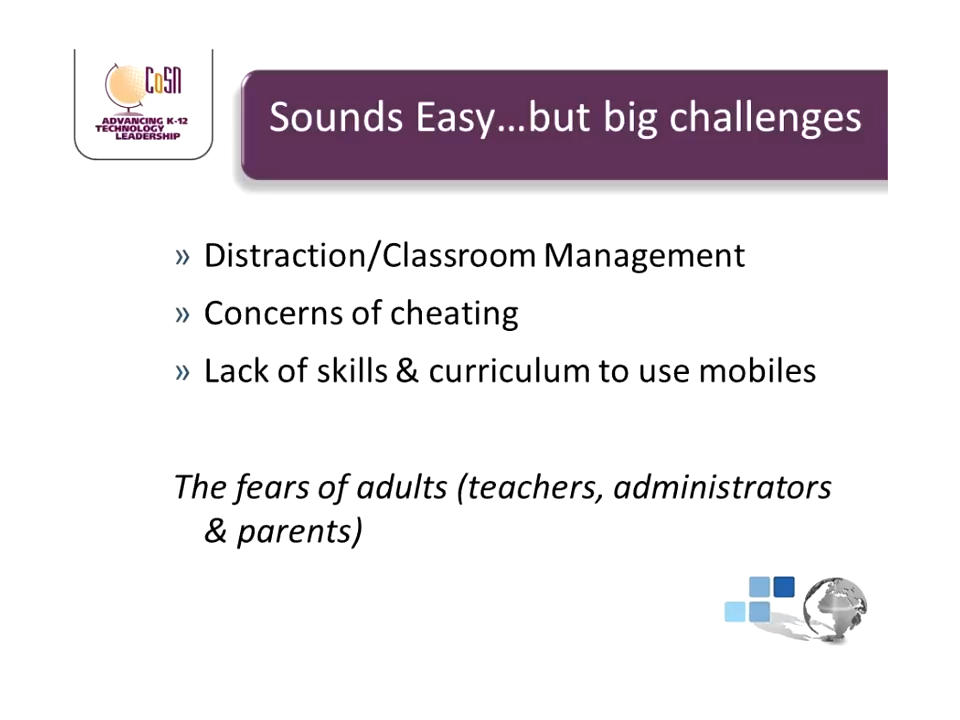 CoSN
ADVANCING K-12
TECHNOLOGY
LEADERSHIP
Sounds Easy…but big challenges
» Distraction/Classroom Management
» Concerns of cheating
» Lack of skills & curriculum to use mobiles
The fears of adults (teachers, administrators
& parents)